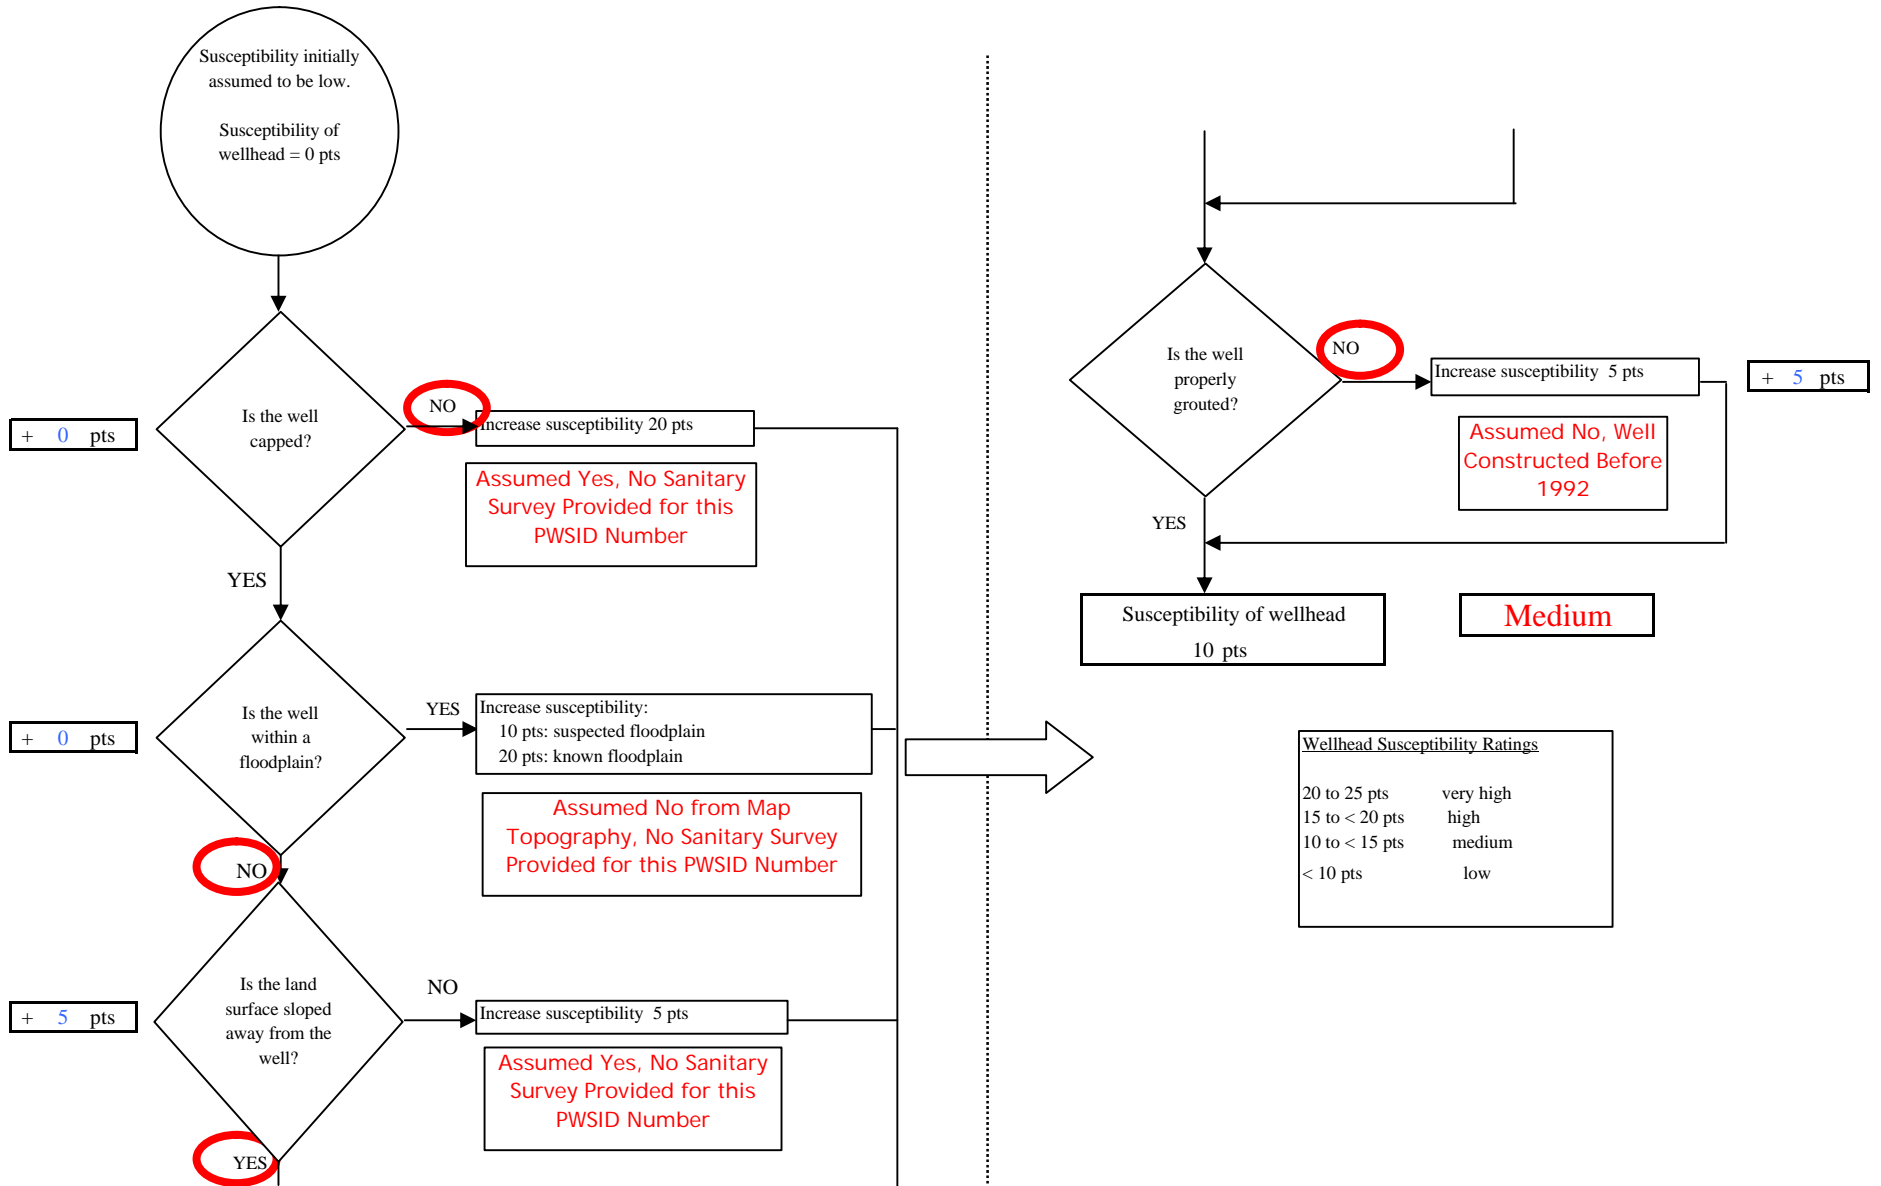 Susceptibility initially
assumed to be low.
Susceptibility of
wellhead = 0 pts
Is the well
capped?
+ 0 pts
NO
Increase susceptibility 20 pts
Assumed Yes, No Sanitary
Survey Provided for this
PWSID Number
YES
Is the well
within a
floodplain?
+ 0 pts
YES
Increase susceptibility:
10 pts: suspected floodplain
20 pts: known floodplain
Assumed No from Map
Topography, No Sanitary Survey
Provided for this PWSID Number
NO
Is the land
surface sloped
away from the
well?
+ 5 pts
NO
Increase susceptibility 5 pts
Assumed Yes, No Sanitary
Survey Provided for this
PWSID Number
YES
Is the well
properly
grouted?
NO
Increase susceptibility 5 pts
+ 5 pts
Assumed No, Well
Constructed Before
1992
YES
Susceptibility of wellhead
10 pts
Medium
Wellhead Susceptibility Ratings
20 to 25 pts very high
15 to < 20 pts high
10 to < 15 pts medium
< 10 pts low